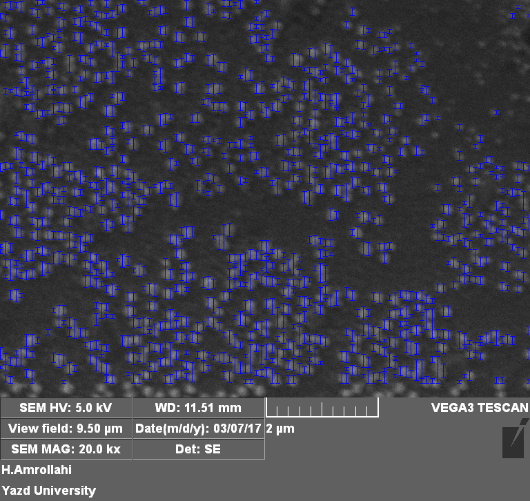 SEM HV: 5.0 kV WD: 11.51 mm VEGA3 TESCAN
View field: 9.50 µm Date(m/d/y): 03/07/17 2 µm
SEM MAG: 20.0 kx Det: SE
H.Amrollahi
Yazd University